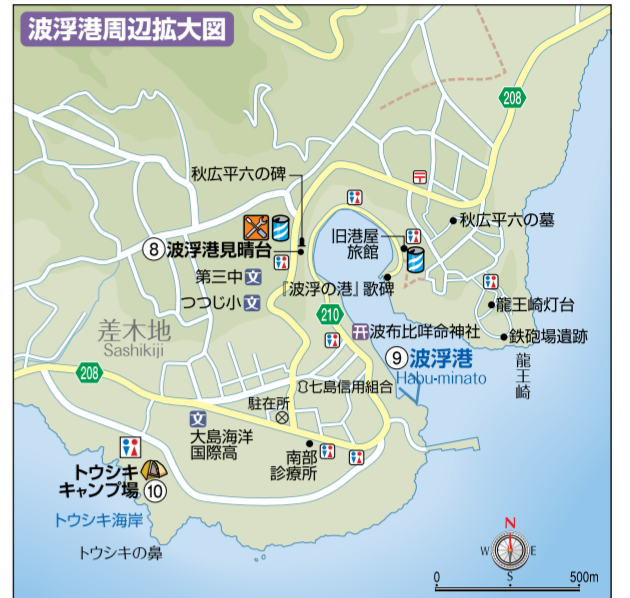 波浮港周辺拡大図
208
秋広平六の碑
〒
旧港屋
旅館
秋広平六の墓
⑧波浮港見晴台
第三中 文
つつじ小 文
『波浮の港』歌碑
龍王崎灯台
210
波布比咩命神社
鉄砲場遺跡
差木地
Sashikiji
⑨波浮港
Habu-minato
龍王崎
208
七島信用組合
駐在所
文
大島海洋
国際高
南部
診療所
トウシキ
キャンプ場⑩
トウシキ海岸
トウシキの鼻
N
W E
S
0 500m